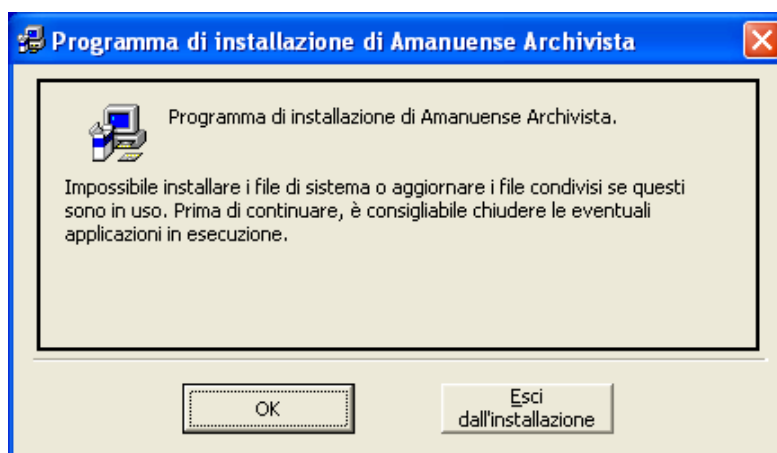 Programma di installazione di Amanuense Archivista
Programma di installazione di Amanuense Archivista.
Impossibile installare i file di sistema o aggiornare i file condivisi se questi
sono in uso. Prima di continuare, è consigliabile chiudere le eventuali
applicazioni in esecuzione.
OK
Esci
dall'installazione